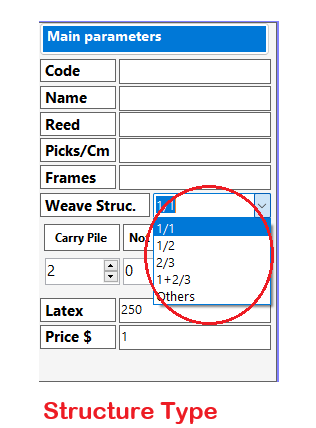 Main parameters
Code
Name
Reed
Picks/Cm
Frames
Weave Struc. 1/1
1/1
Carry Pile
1/2
2/3
2 0
1+2/3
Others
Latex 250
Price $ 1
Structure Type